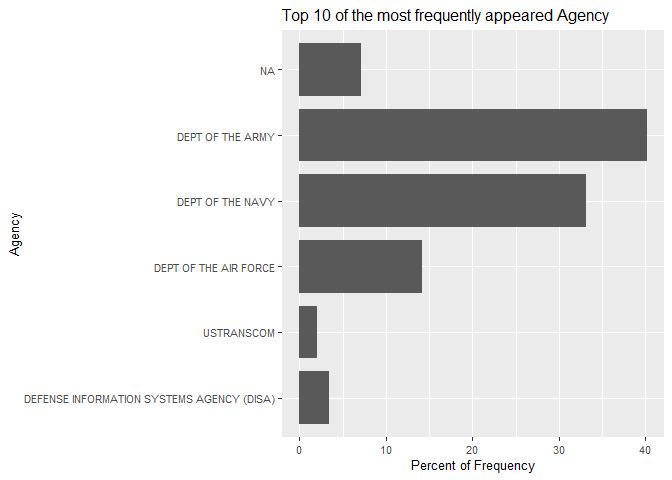 Top 10 of the most frequently appeared Agency
Agency
NA
DEPT OF THE ARMY
DEPT OF THE NAVY
DEPT OF THE AIR FORCE
USTRANSCOM
DEFENSE INFORMATION SYSTEMS AGENCY (DISA)
0 10 20 30 40
Percent of Frequency